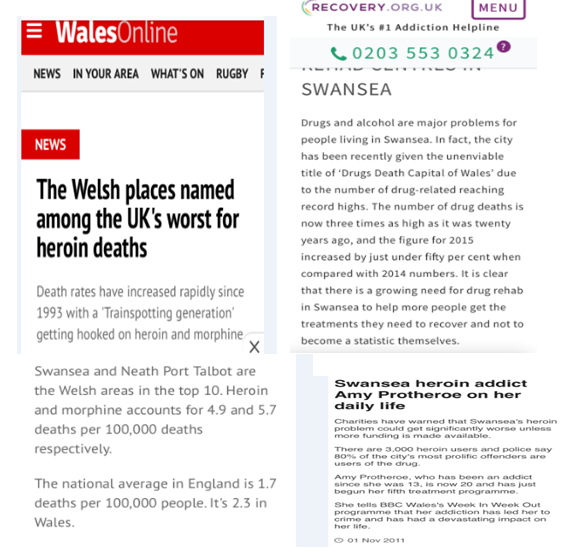 WalesOnline
NEWS IN YOUR AREA WHAT'S ON RUGBY
NEWS
The Welsh places named
among the UK's worst for
heroin deaths
Death rates have increased rapidly since
1993 with a 'Trainspotting generation'
getting hooked on heroin and morphine
X
Swansea and Neath Port Talbot are
the Welsh areas in the top 10. Heroin
and morphine accounts for 4.9 and 5.7
deaths per 100,000 deaths
respectively.
The national average in England is 1.7
deaths per 100,000 people. It's 2.3 in
Wales.
RECOVERY.ORG.UK
MENU
The UK's #1 Addiction Helpline
0203 553 0324 ?
REHAB CENTRES IN
SWANSEA
Drugs and alcohol are major problems for
people living in Swansea. In fact, the city
has been recently given the unenviable
title of 'Drugs Death Capital of Wales' due
to the number of drug-related reaching
record highs. The number of drug deaths is
now three times as high as it was twenty
years ago, and the figure for 2015
increased by just under fifty per cent when
compared with 2014 numbers. It is clear
that there is a growing need for drug rehab
in Swansea to help more people get the
treatments they need to recover and not to
become a statistic themselves.
Swansea heroin addict
Amy Protheroe on her
daily life
Charities have warned that Swansea's heroin
problem could get significantly worse unless
more funding is made available.
There are 3,000 heroin users and police say
80% of the city's most prolific offenders are
users of the drug.
Amy Protheroe, who has been an addict
since she was 13, is now 20 and has just
begun her fifth treatment programme.
She tells BBC Wales's Week In Week Out
programme that her addiction has led her to
crime and has had a devastating impact on
her life.
01 Nov 2011